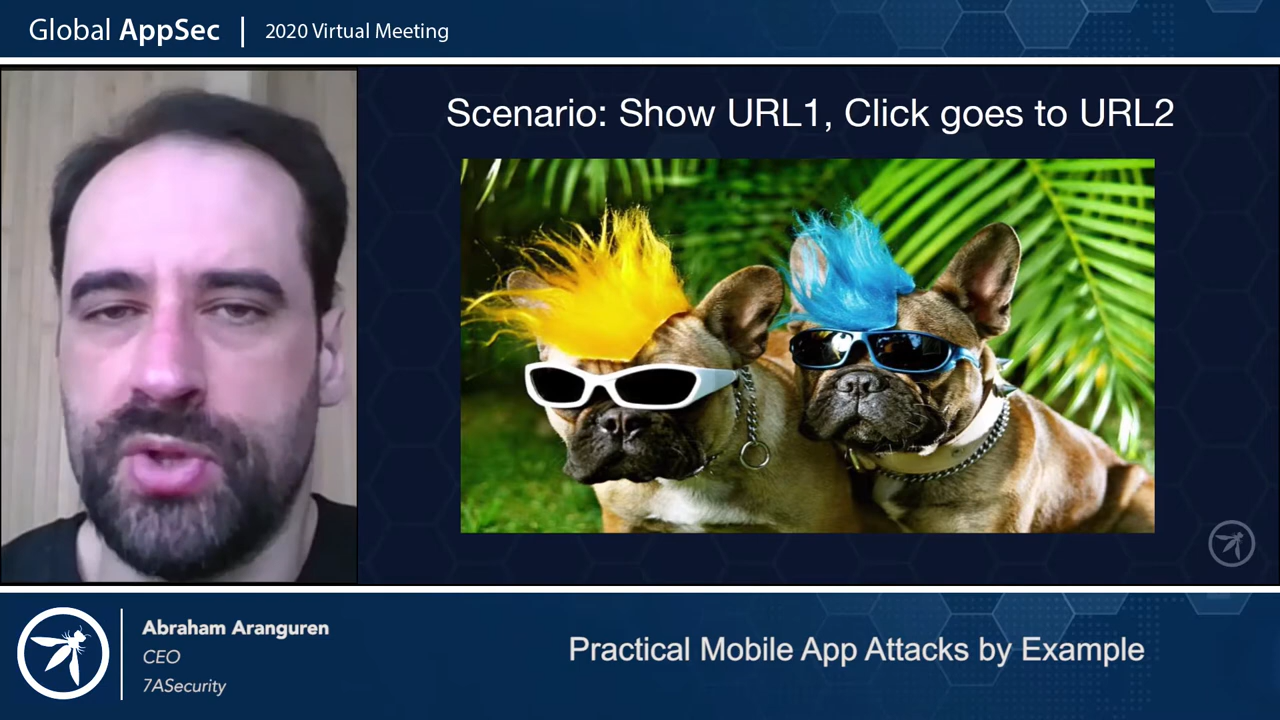 Global AppSec | 2020 Virtual Meeting
Scenario: Show URL1, Click goes to URL2
Abraham Aranguren
CEO
7ASecurity
Practical Mobile App Attacks by Example